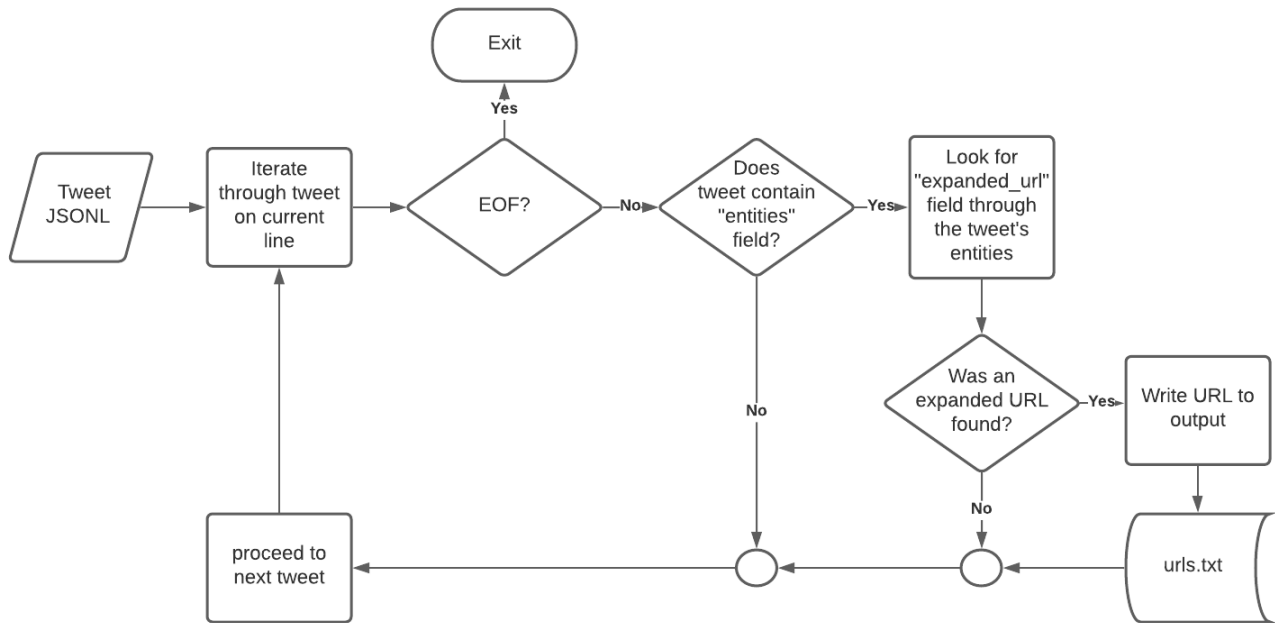 Exit
Yes
Tweet
JSONL
Iterate
through tweet
on current
line
EOF?
No
Does
tweet contain
"entities"
field?
Yes
Look for
"expanded_url"
field through
the tweet's
entities
Was an
expanded URL
found?
Yes
Write URL to
output
No
No
proceed to
next tweet
urls.txt